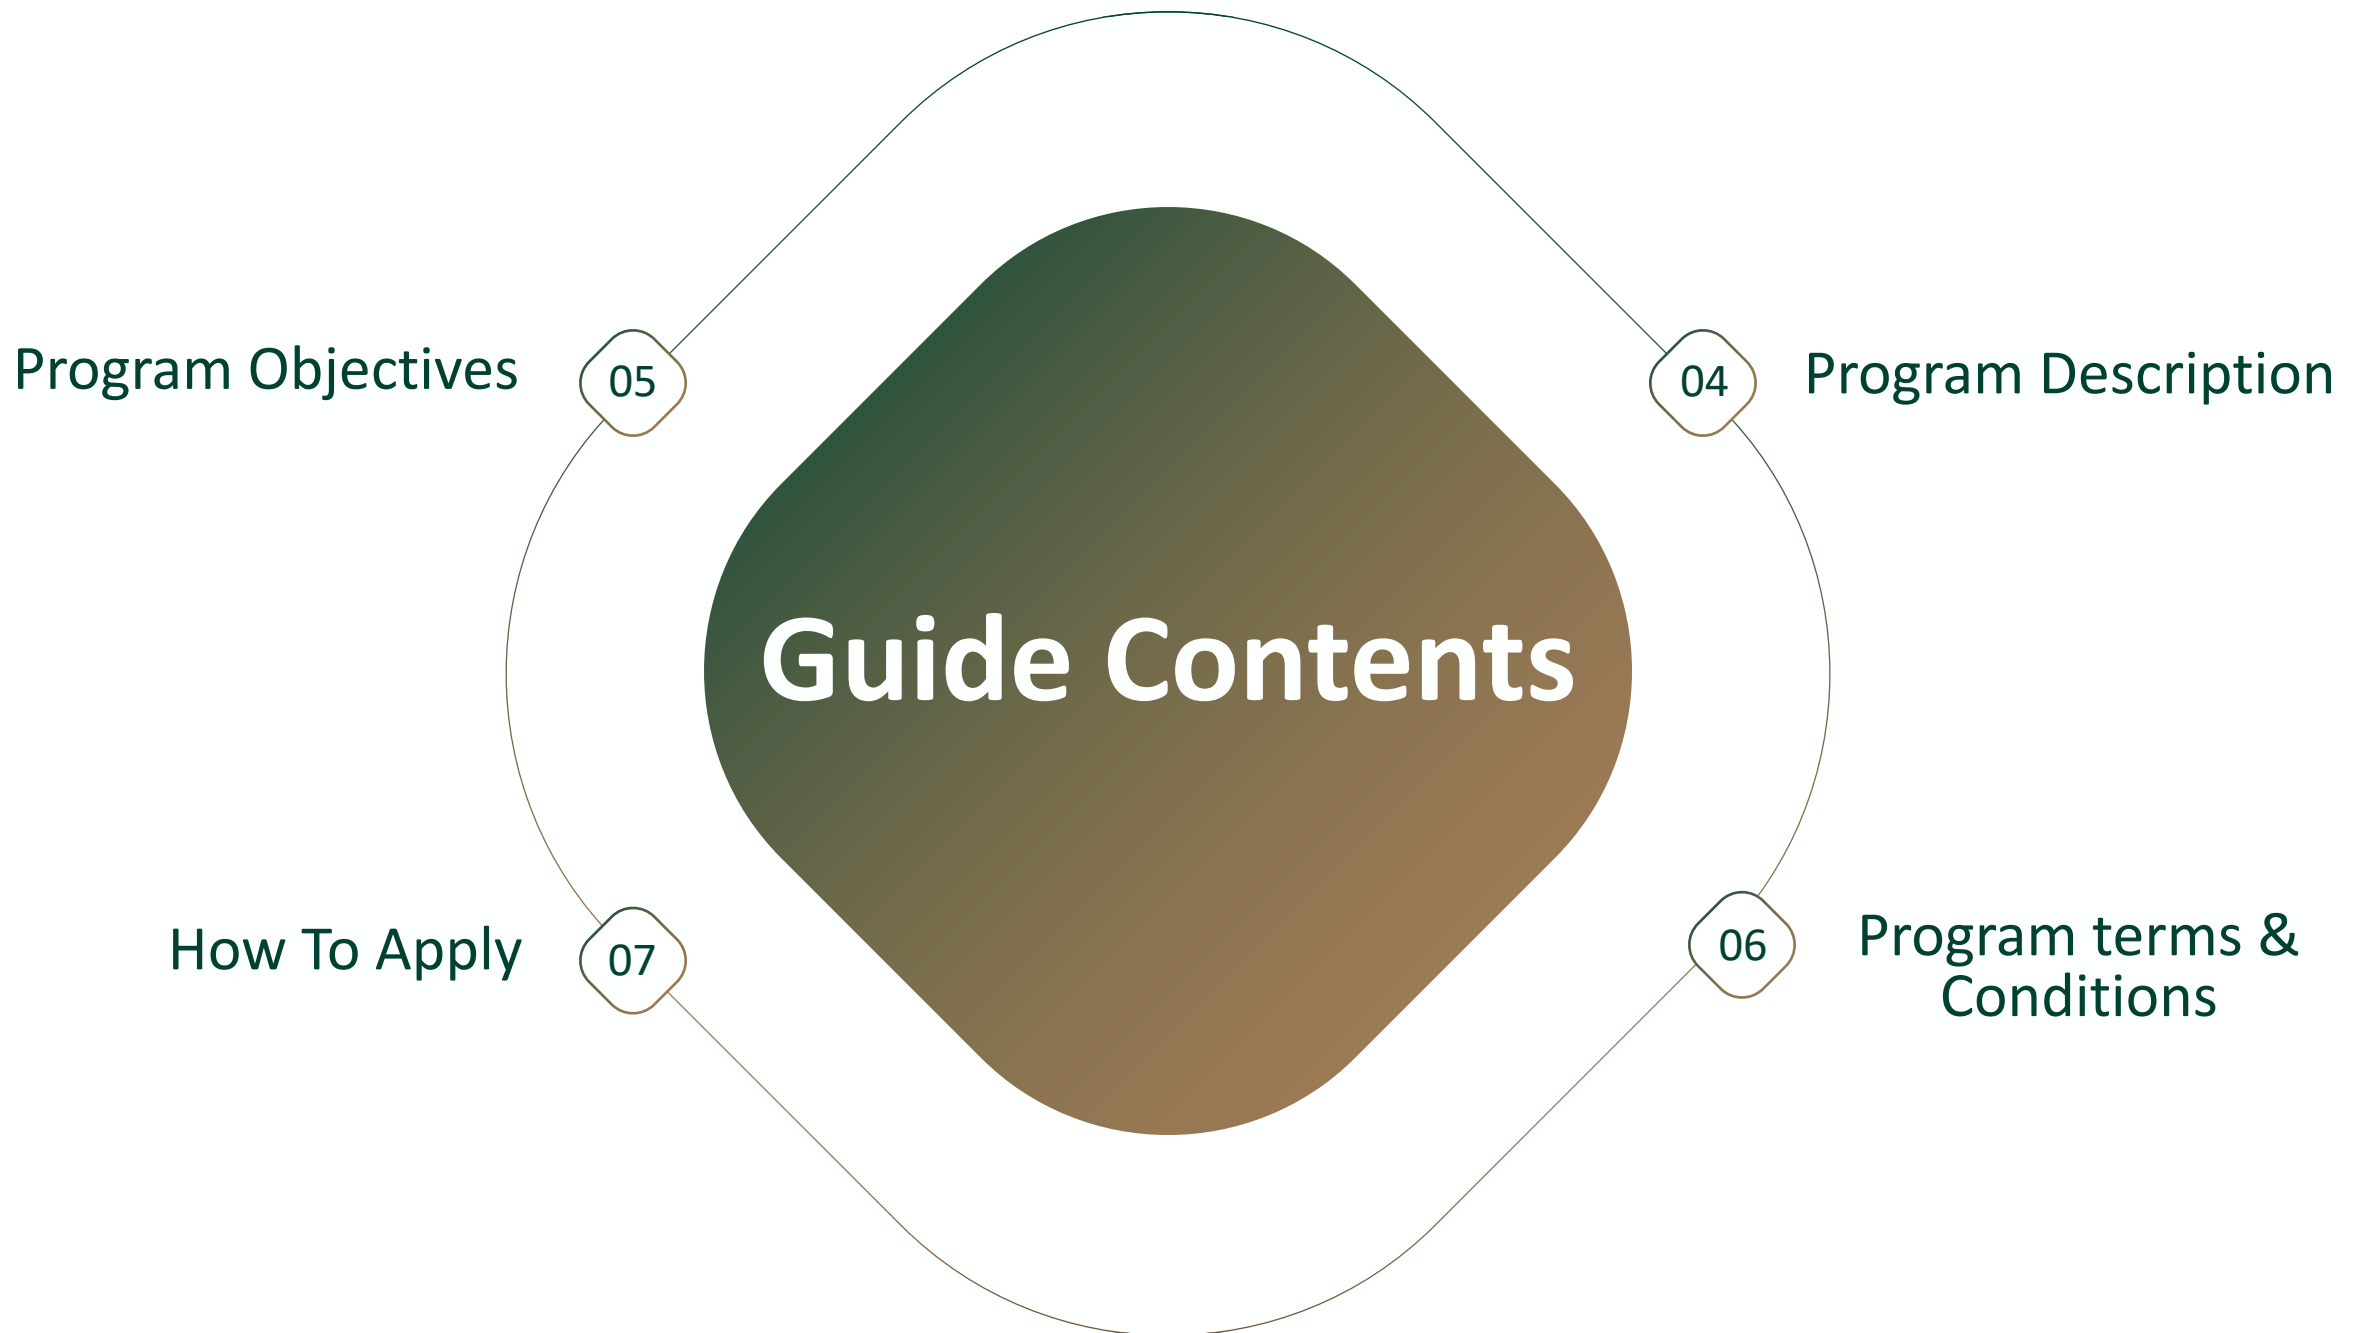 Program Objectives
05
04
Program Description
Guide Contents
How To Apply
07
06
Program terms &
Conditions